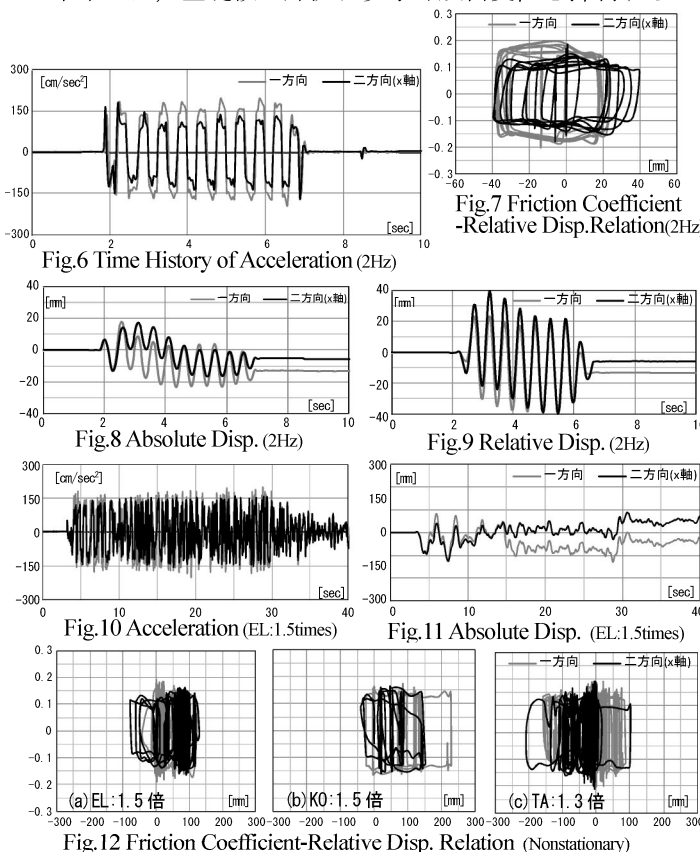 300
[cm/sec²]
一方向
二方向(x軸)
150
0
-150
-300
[sec]
0
2
4
6
8
10
Fig.6 Time History of Acceleration (2Hz)
0.3
一方向
二方向(x軸)
0.2
0.1
0
-0.1
-0.2
-0.3
[mm]
-60
-40
-20
0
20
40
60
Fig.7 Friction Coefficient
-Relative Disp.Relation(2Hz
40
[mm]
一方向
二方向(x軸)
20
0
-20
-40
[sec]
0
2
4
6
8
10
Fig.8 Absolute Disp. (2Hz)
40
[mm]
一方向
二方向(x軸)
20
0
-20
-40
[sec]
0
2
4
6
8
10
Fig.9 Relative Disp. (2Hz)
300
[cm/sec²]
150
0
-150
-300
[sec]
0
10
20
30
40
Fig.10 Acceleration (EL:1.5times)
300
[mm]
一方向
二方向(x軸)
150
0
-150
-300
[sec]
0
10
20
30
40
Fig.11 Absolute Disp. (EL:1.5times)
0.3
0.2
0.1
0
-0.1
-0.2
-0.3
(a)EL:1.5倍
[mm]
-300
-200
-100
0
100
200
300
(b)KO:1.5倍
[mm]
-300
-200
-100
0
100
200
300
一方向
二方向(x軸)
(c)TA:1.3倍
[mm]
-300
-200
-100
0
100
200
300
Fig.12 Friction Coefficient-Relative Disp. Relation (Nonstationary)